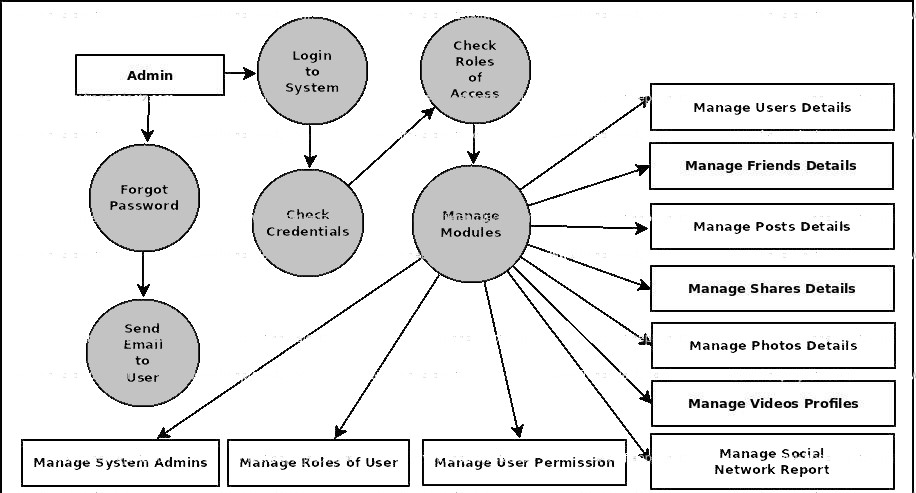 Admin
Login
to
System
Check
Roles
of
Access
Manage Users Details
Manage Friends Details
Forgot
Password
Check
Credentials
Manage
Modules
Manage Posts Details
Manage Shares Details
Send
Email
to
User
Manage Photos Details
Manage Videos Profiles
Manage System Admins
Manage Roles of User
Manage User Permission
Manage Social
Network Report